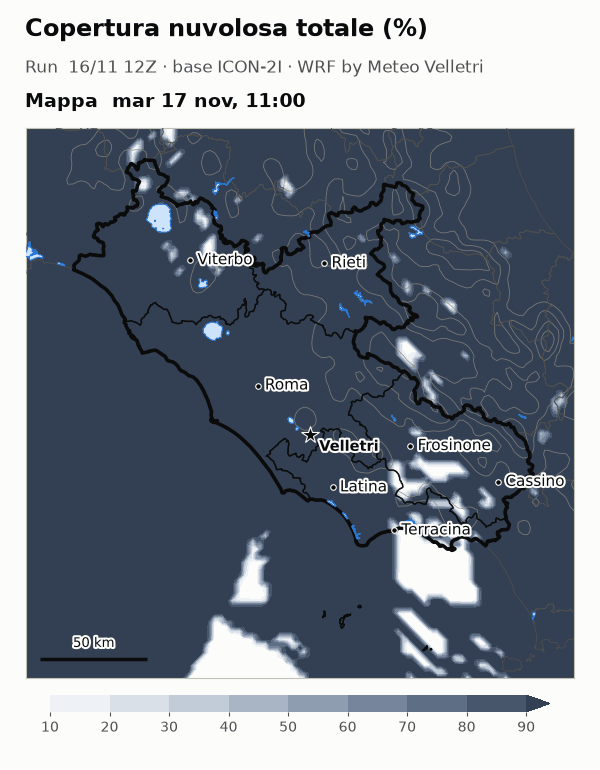 Copertura nuvolosa totale (%)
Run 16/11 12Z · base ICON-2I · WRF by Meteo Velletri
Mappa mar 17 nov, 11:00
Viterbo
Rieti
Roma
Velletri
Frosinone
Latina
Cassino
Terracina
50 km
10 20 30 40 50 60 70 80 90